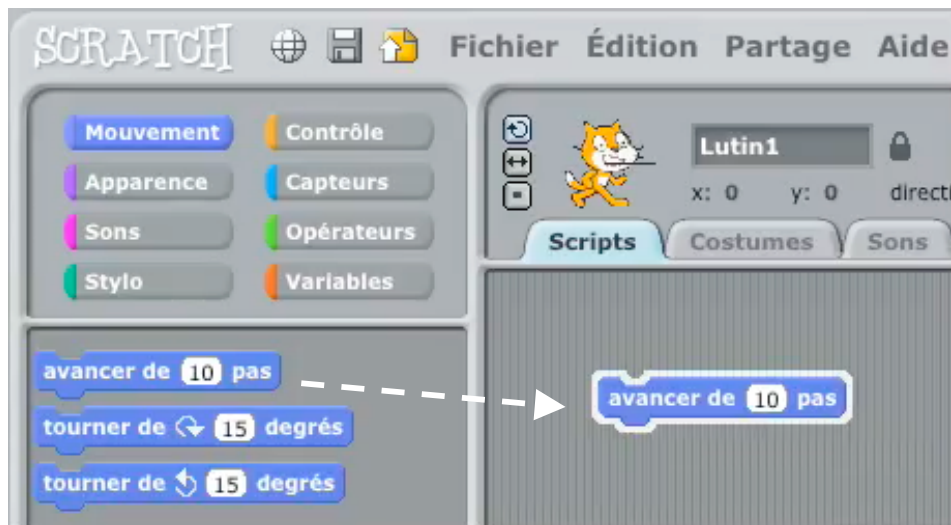 SCRATCH Fichier Édition Partage Aide
Mouvement Contrôle
Apparence Capteurs
Sons Opérateurs
Stylo Variables
Lutin1
x: 0 y: 0 directi
Scripts Costumes Sons
avancer de 10 pas
tourner de 15 degrés
tourner de 15 degrés
avancer de 10 pas